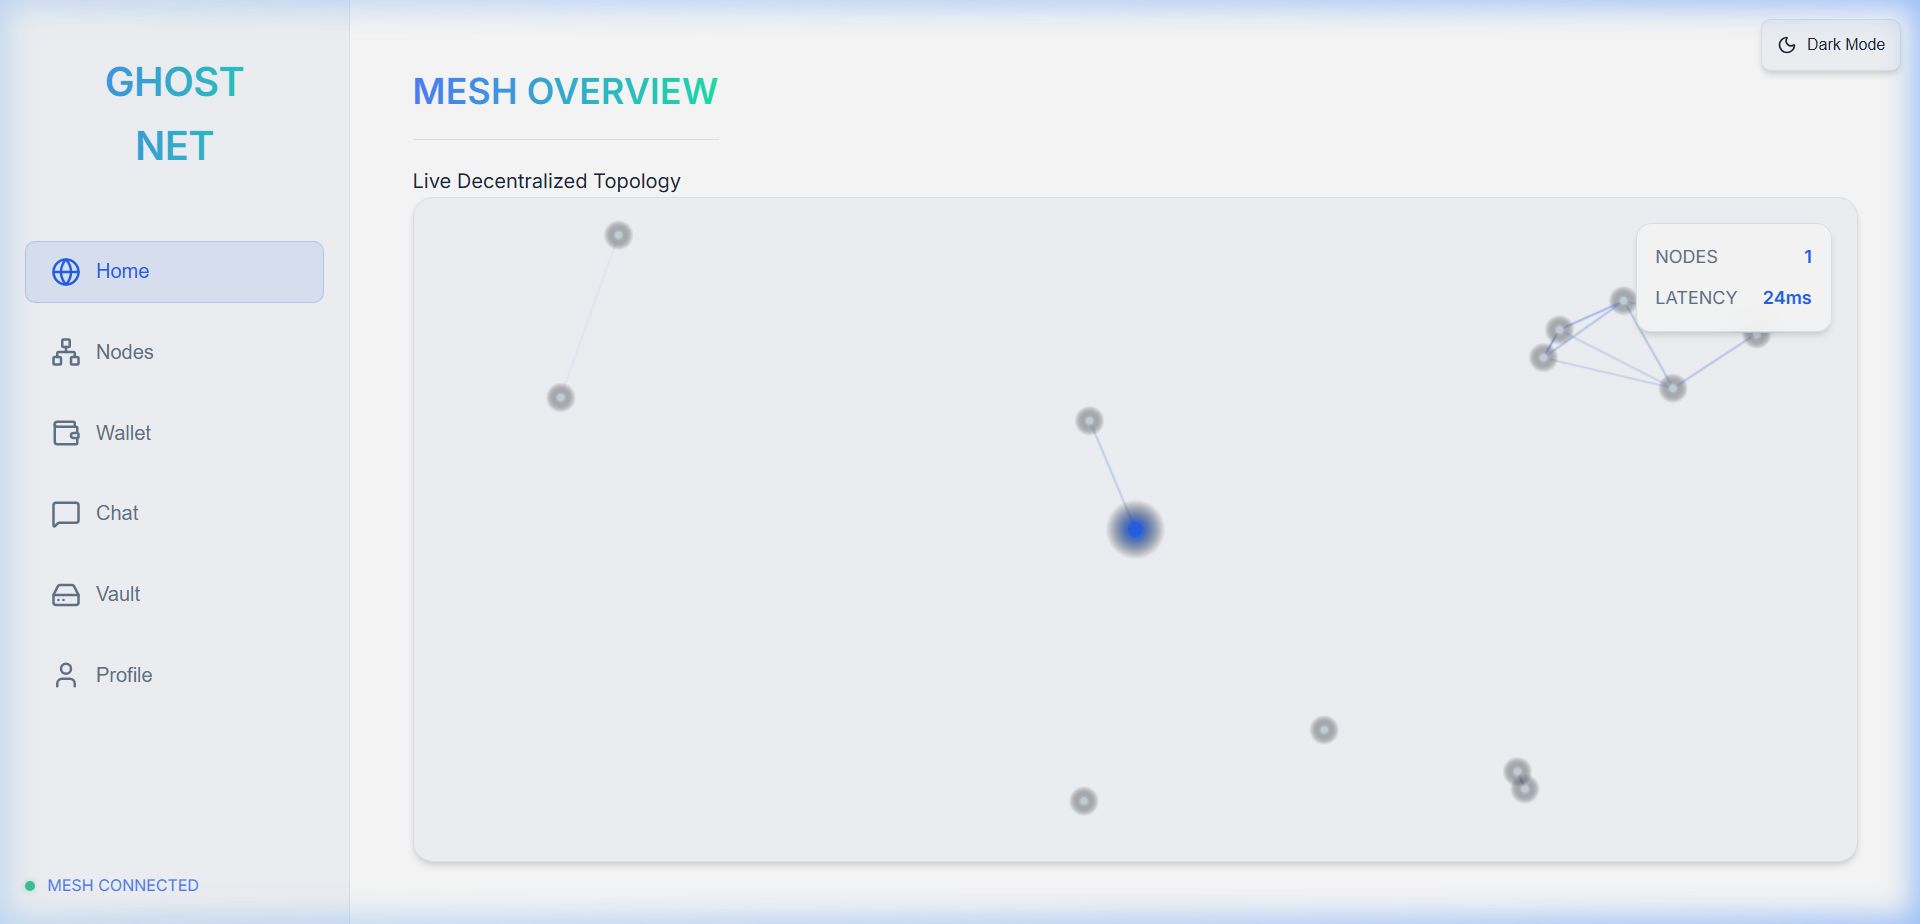 GHOST
NET
Home
Nodes
Wallet
Chat
Vault
Profile
MESH CONNECTED
Dark Mode
MESH OVERVIEW
Live Decentralized Topology
NODES 1
LATENCY 24ms